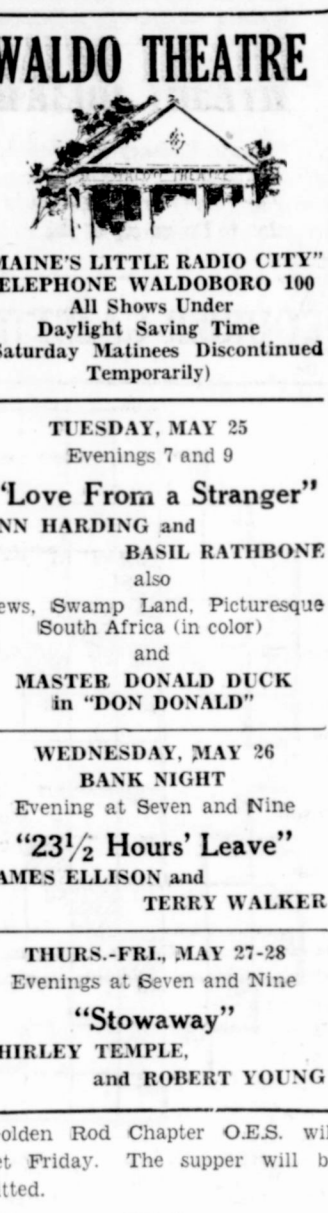 WALDO THEATRE
WALDO THEATRE
MAINE'S LITTLE RADIO CITY"
ELEPHONE WALDOBORO 100
All Shows Under
Daylight Saving Time
Saturday Matinees Discontinued
Temporarily)
TUESDAY, MAY 25
Evenings 7 and 9
"Love From a Stranger"
NN HARDING and
BASIL RATHBONE
also
ews, Swamp Land, Picturesque
South Africa (in color)
and
MASTER DONALD DUCK
in "DON DONALD"
WEDNESDAY, MAY 26
BANK NIGHT
Evening at Seven and Nine
"23½ Hours' Leave"
AMES ELLISON and
TERRY WALKER
THURS.-FRI., MAY 27-28
Evenings at Seven and Nine
"Stowaway"
HIRLEY TEMPLE,
and ROBERT YOUNG
olden Rod Chapter O.E.S. wil
et Friday. The supper will b
tted.